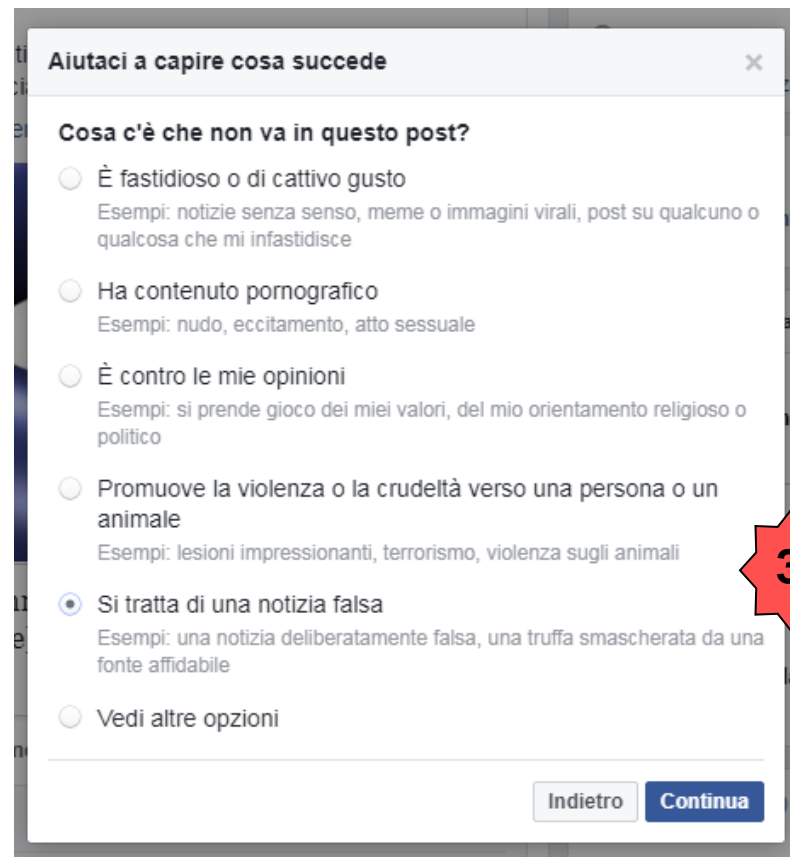 Aiutaci a capire cosa succede
Cosa c'è che non va in questo post?
È fastidioso o di cattivo gusto
Esempi: notizie senza senso, meme o immagini virali, post su qualcuno o
qualcosa che mi infastidisce
Ha contenuto pornografico
Esempi: nudo, eccitamento, atto sessuale
È contro le mie opinioni
Esempi: si prende gioco dei miei valori, del mio orientamento religioso o
politico
Promuove la violenza o la crudeltà verso una persona o un
animale
Esempi: lesioni impressionanti, terrorismo, violenza sugli animali
3
Si tratta di una notizia falsa
Esempi: una notizia deliberatamente falsa, una truffa smascherata da una
fonte affidabile
Vedi altre opzioni
Indietro
Continua